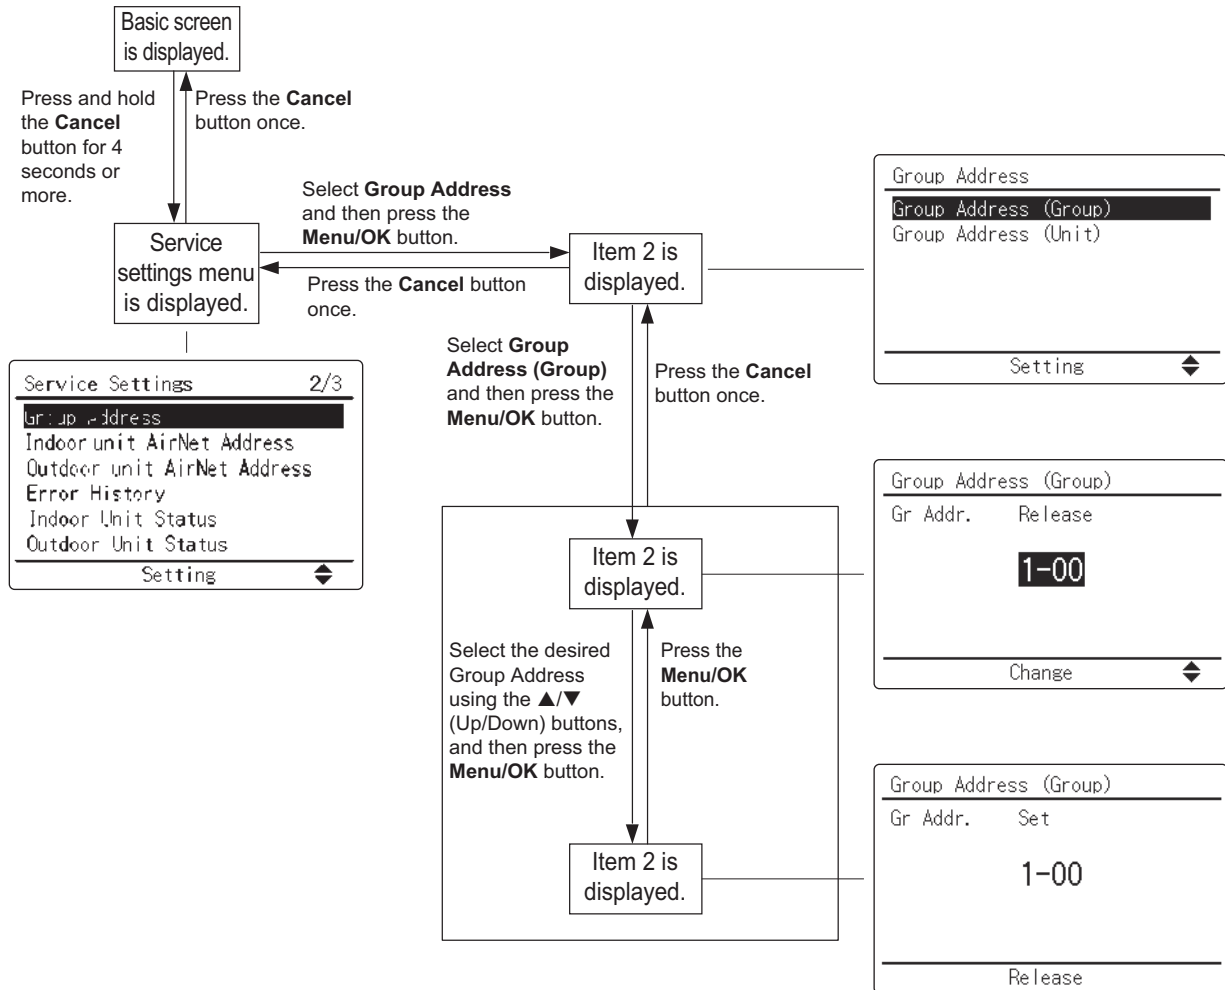 Basic screen
is displayed.
Press and hold
the Cancel
button for 4
seconds or
more.
Press the Cancel
button once.
Service
settings menu
is displayed.
Select Group Address
and then press the
Menu/OK button.
Press the Cancel button
once.
Item 2 is
displayed.
Group Address
Group Address (Group)
Group Address (Unit)
Setting
Service Settings 2/3
Group Address
Indoor unit AirNet Address
Outdoor unit AirNet Address
Error History
Indoor Unit Status
Outdoor Unit Status
Setting
Select Group
Address (Group)
and then press the
Menu/OK button.
Press the Cancel
button once.
Item 2 is
displayed.
Group Address (Group)
Gr Addr. Release
1-00
Change
Select the desired
Group Address
using the ▲/▼
(Up/Down) buttons,
and then press the
Menu/OK button.
Press the
Menu/OK
button.
Item 2 is
displayed.
Group Address (Group)
Gr Addr. Set
1-00
Release